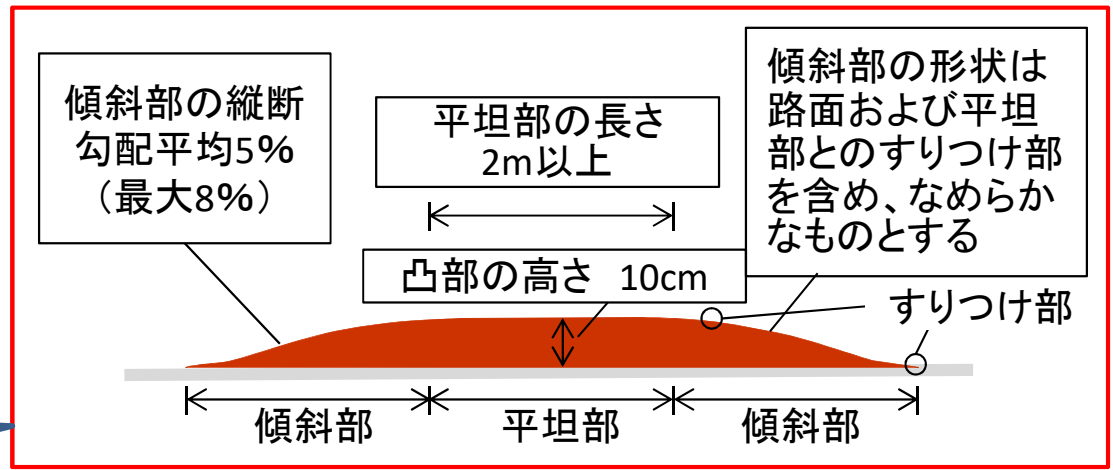 傾斜部の縦断
勾配平均5%
（最大8%）
平坦部の長さ
2m以上
傾斜部の形状は
路面および平坦
部とのすりつけ部
を含め、なめらか
なものとする
凸部の高さ 10cm
すりつけ部
傾斜部
平坦部
傾斜部